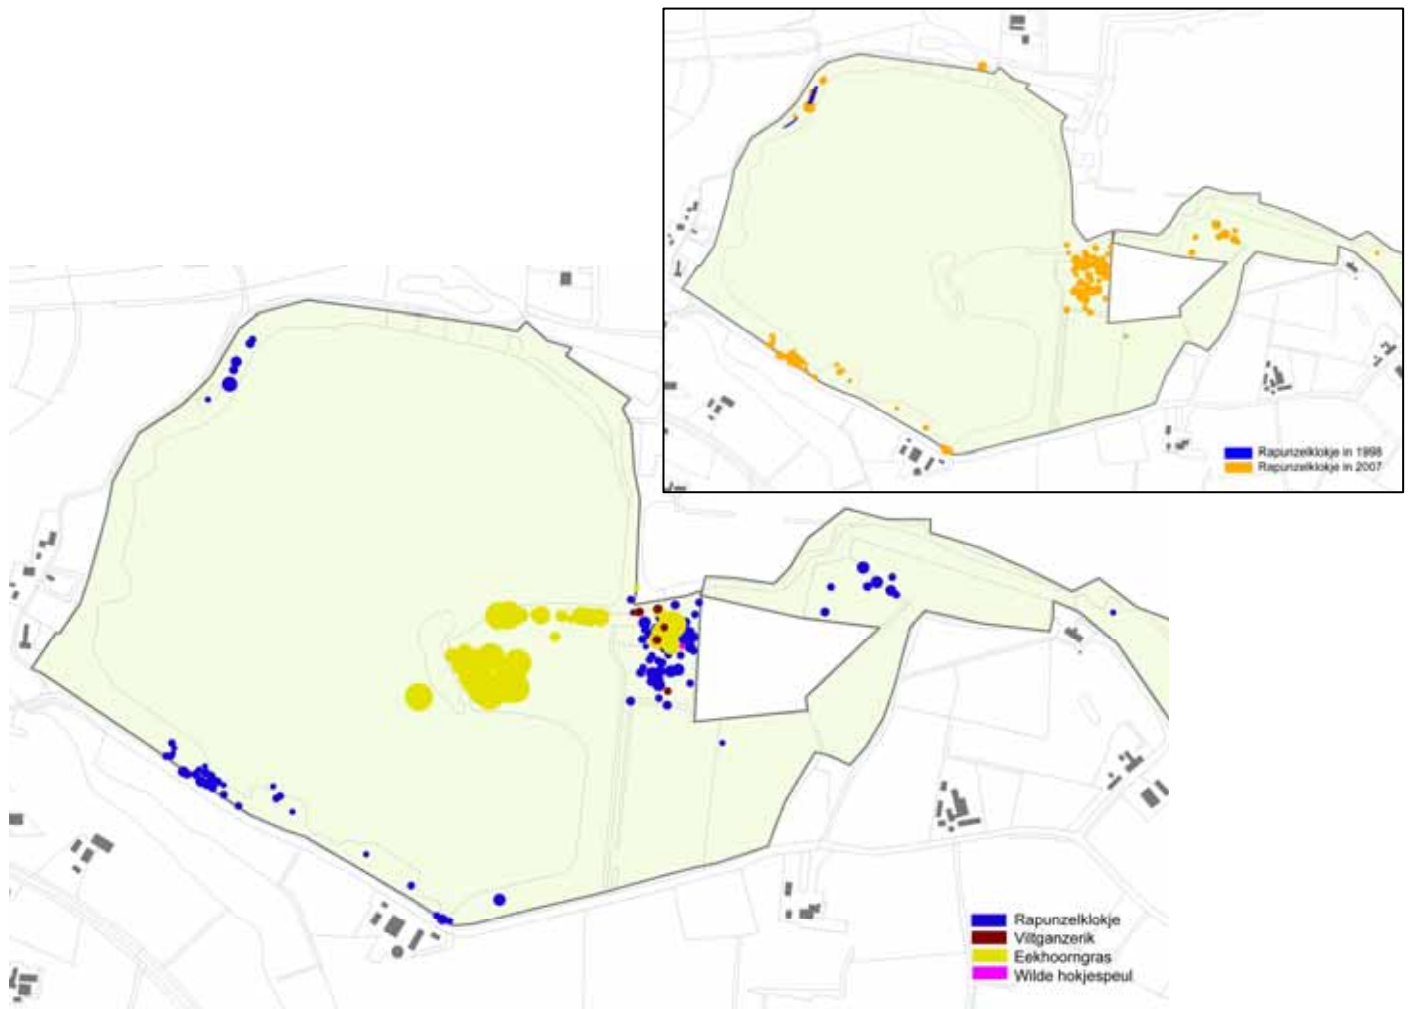 Rapunzelklokje in 1998
Rapunzelklokje in 2007
Rapunzelklokje
Viltganzerik
Eekhoorngras
Wilde hokjespeul